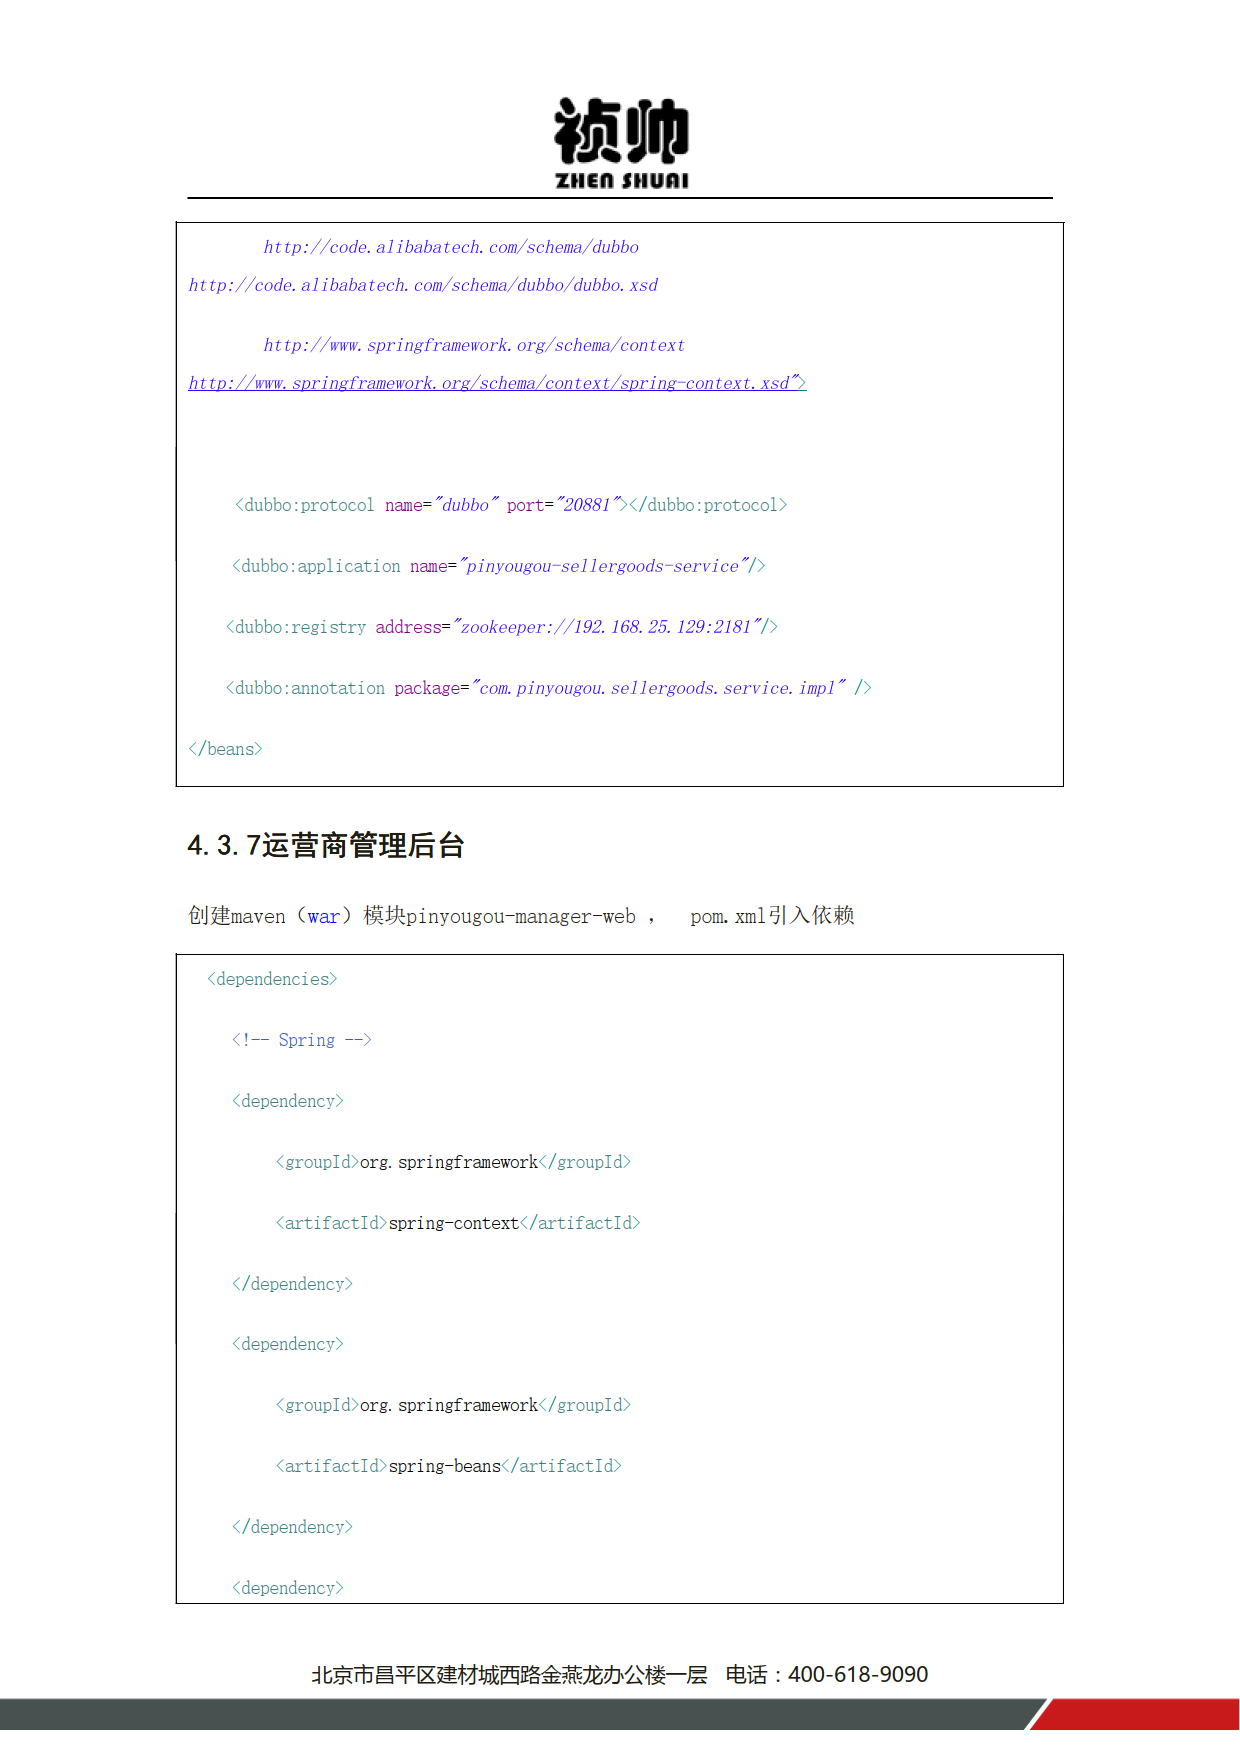 祯帅
ZHEN SHUAI
http://code.alibabatech.com/schema/dubbo
http://code.alibabatech.com/schema/dubbo/dubbo.xsd
http://www.springframework.org/schema/context
http://www.springframework.org/schema/context/spring-context.xsd">
<dubbo:protocol name="dubbo" port="20881"></dubbo:protocol>
<dubbo:application name="pinyougou-sellergoods-service"/>
<dubbo:registry address="zookeeper://192.168.25.129:2181"/>
<dubbo:annotation package="com.pinyougou.sellergoods.service.impl" />
</beans>
4.3.7运营商管理后台
创建maven（war）模块pinyougou-manager-web ，  pom.xml引入依赖
<dependencies>
<!-- Spring -->
<dependency>
<groupId>org.springframework</groupId>
<artifactId>spring-context</artifactId>
</dependency>
<dependency>
<groupId>org.springframework</groupId>
<artifactId>spring-beans</artifactId>
</dependency>
<dependency>
北京市昌平区建材城西路金燕龙办公楼一层  电话：400-618-9090